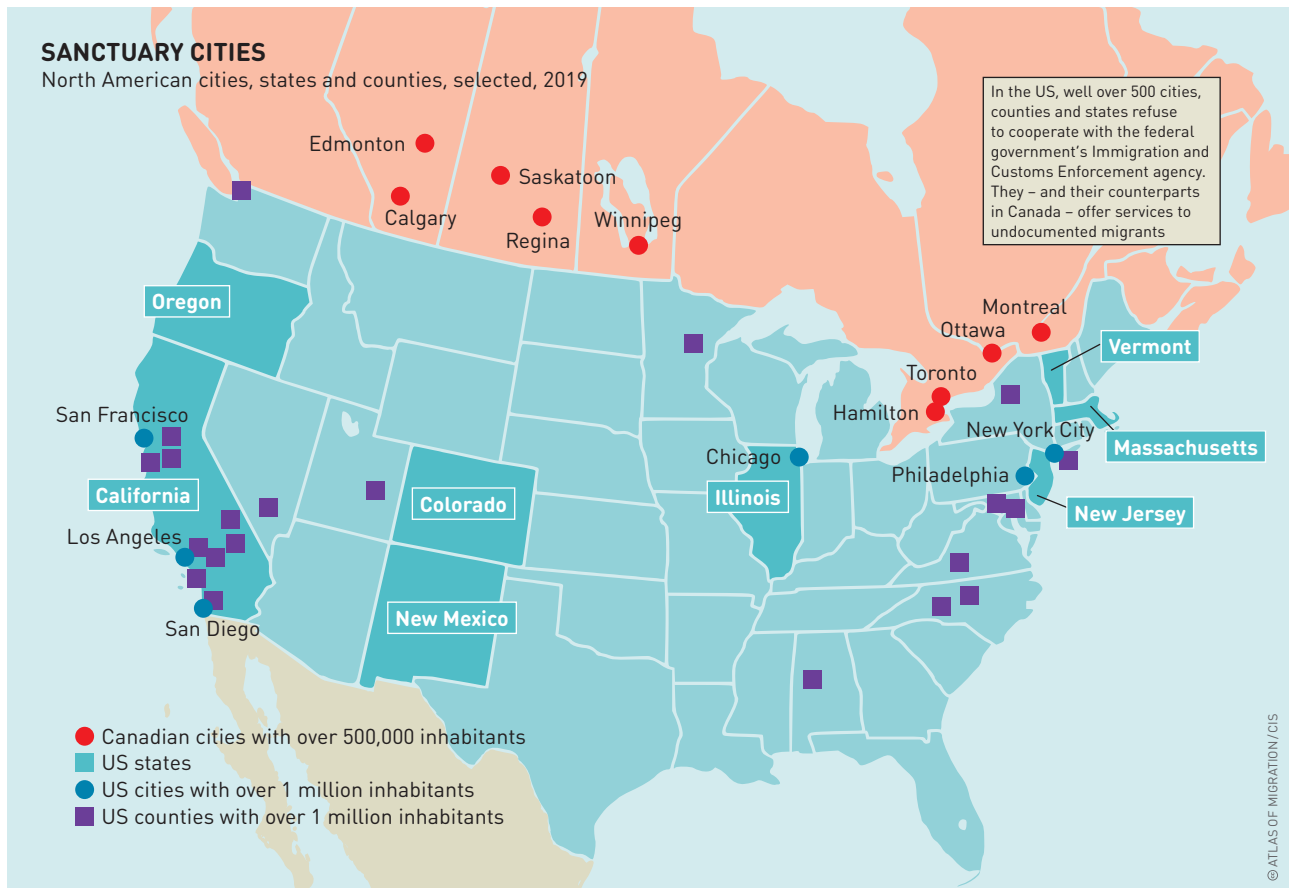 SANCTUARY CITIES
North American cities, states and counties, selected, 2019
In the US, well over 500 cities,
counties and states refuse
to cooperate with the federal
government's Immigration and
Customs Enforcement agency.
They – and their counterparts
in Canada – offer services to
undocumented migrants
Edmonton
Saskatoon
Calgary
Winnipeg
Regina
Oregon
Montreal
Ottawa
Vermont
Toronto
San Francisco
Hamilton
New York City
Massachusetts
Chicago
Philadelphia
California
Colorado
Illinois
New Jersey
Los Angeles
New Mexico
San Diego
Canadian cities with over 500,000 inhabitants
US states
US cities with over 1 million inhabitants
US counties with over 1 million inhabitants
© ATLAS OF MIGRATION / CIS